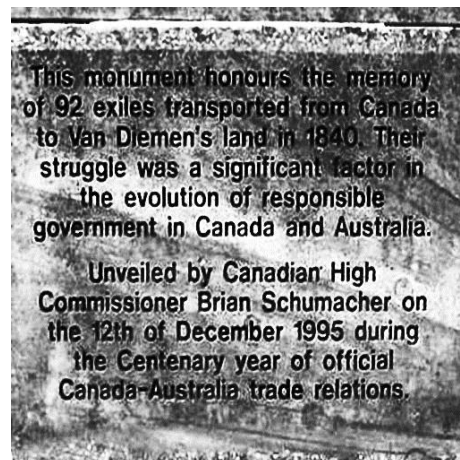 This monument honours the memory
of 92 exiles transported from Canada
to Van Diemen's land in 1840. Their
struggle was a significant factor in
the evolution of responsible
government in Canada and Australia.
Unveiled by Canadian High
Commissioner Brian Schumacher on
the 12th of December 1995 during
the Centenary year of official
Canada-Australia trade relations.